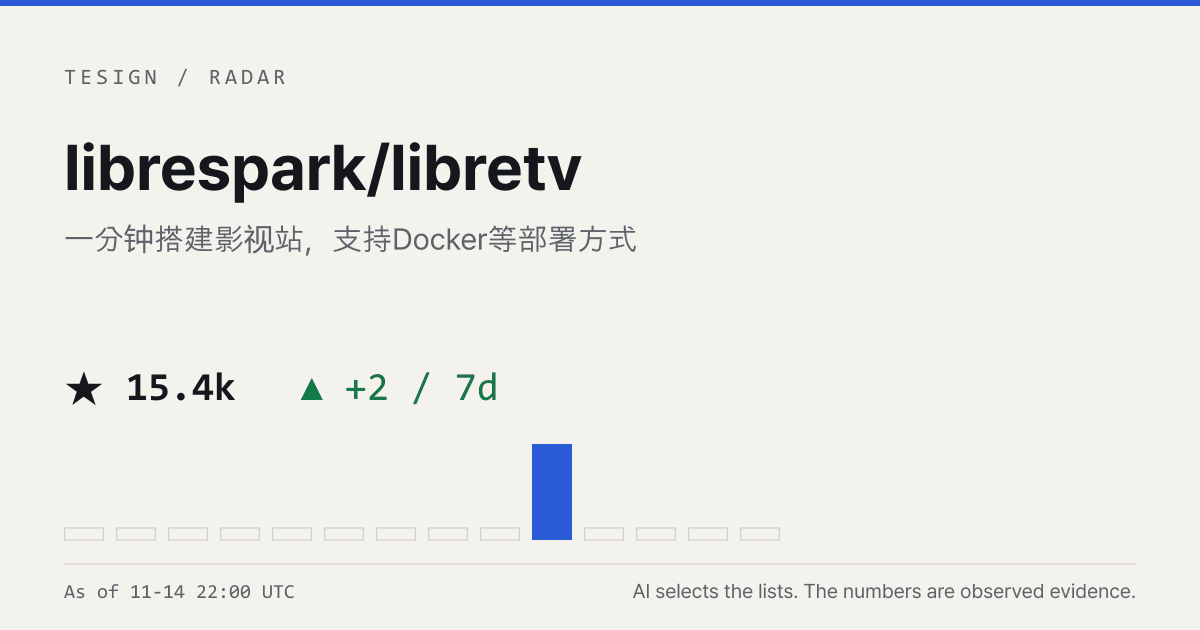 TESIGN / RADAR
librespark/libretv
一分钟搭建影视站，支持Docker等部署方式
★ 15.4k ▲ +2 / 7d
As of 11-14 22:00 UTC
AI selects the lists. The numbers are observed evidence.